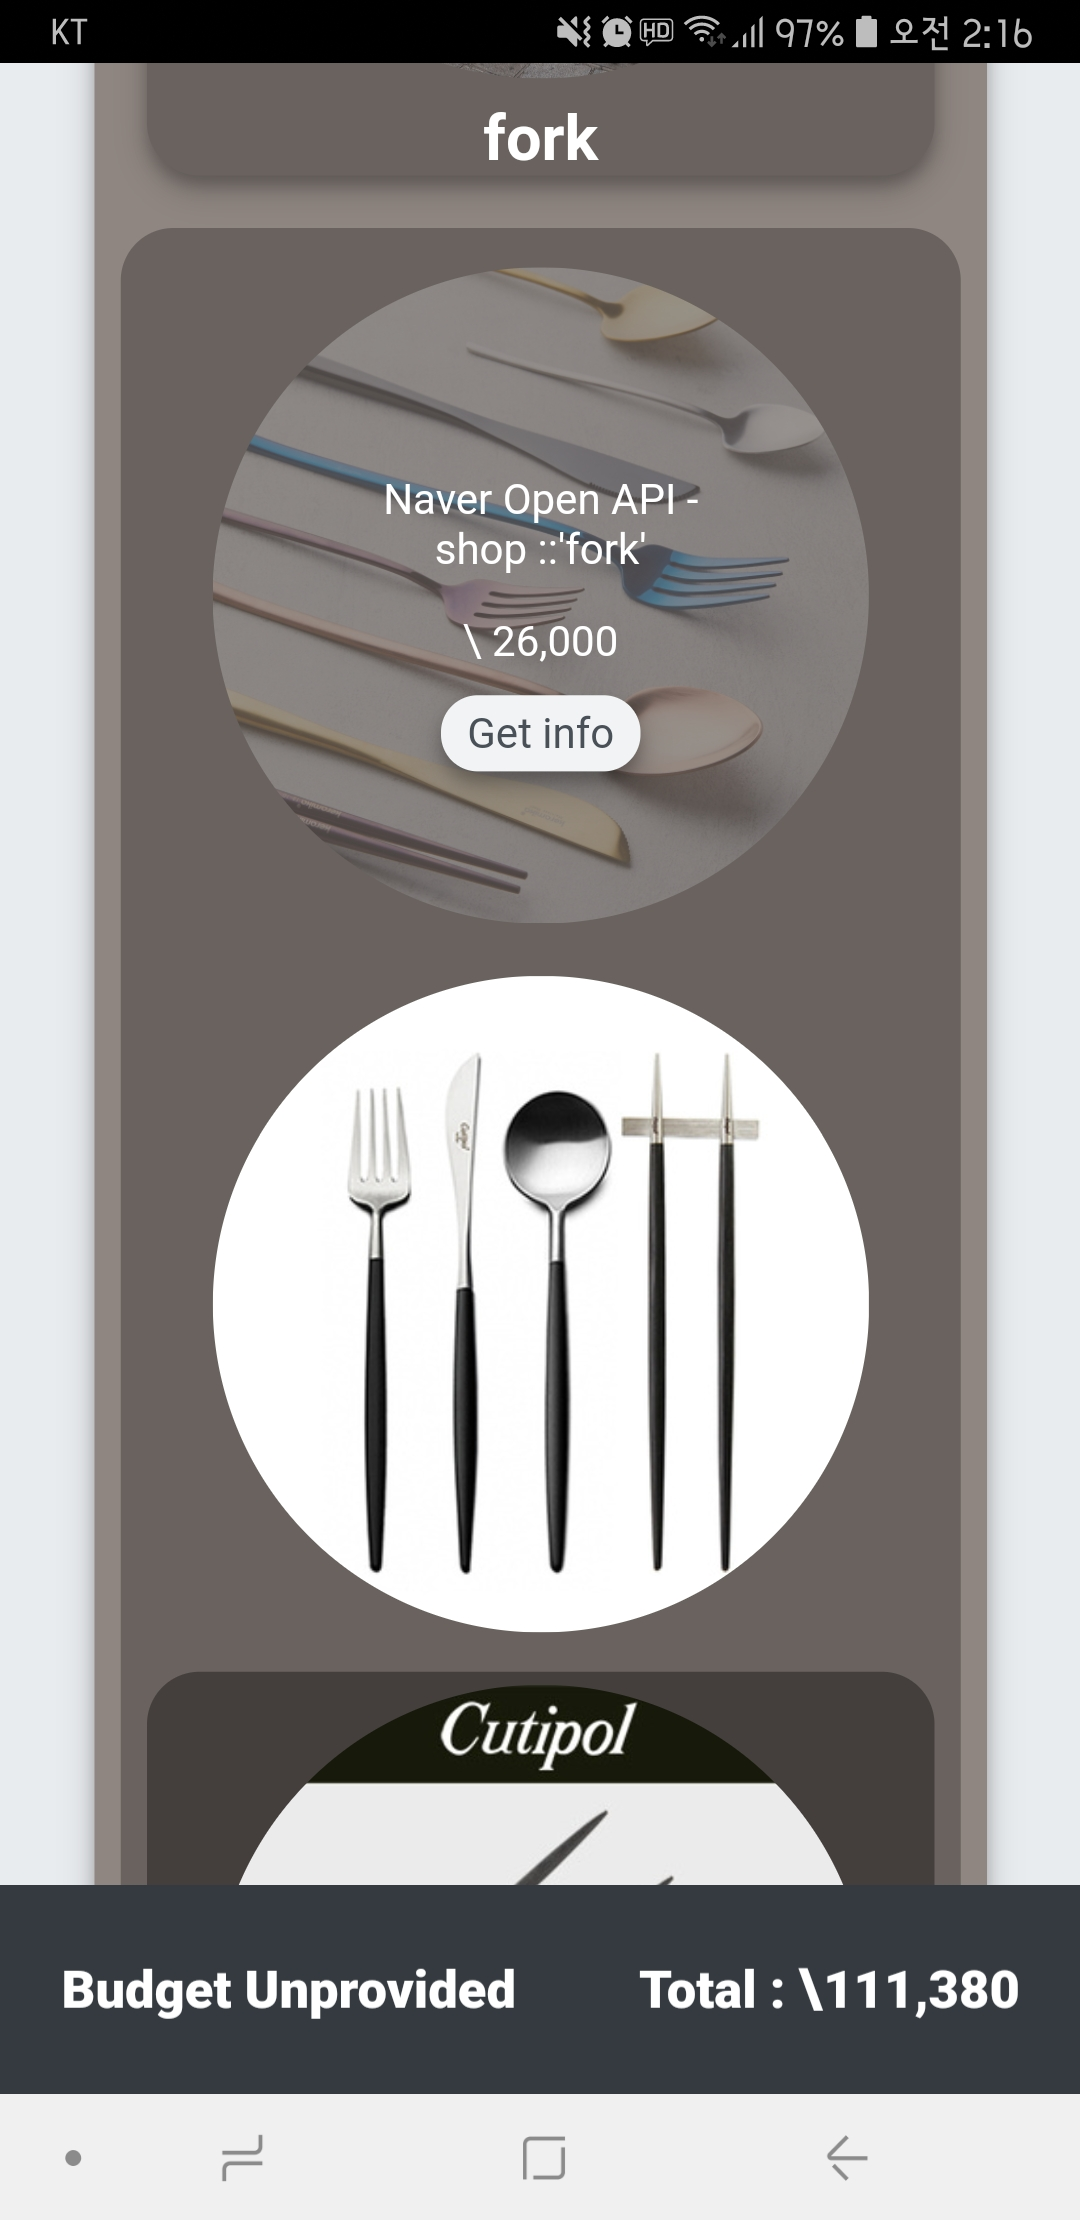 KT
HD 97% 오전 2:16
fork
Naver Open API -
shop ::'fork'
\ 26,000
Get info
Cutipol
Budget Unprovided
Total : \111,380